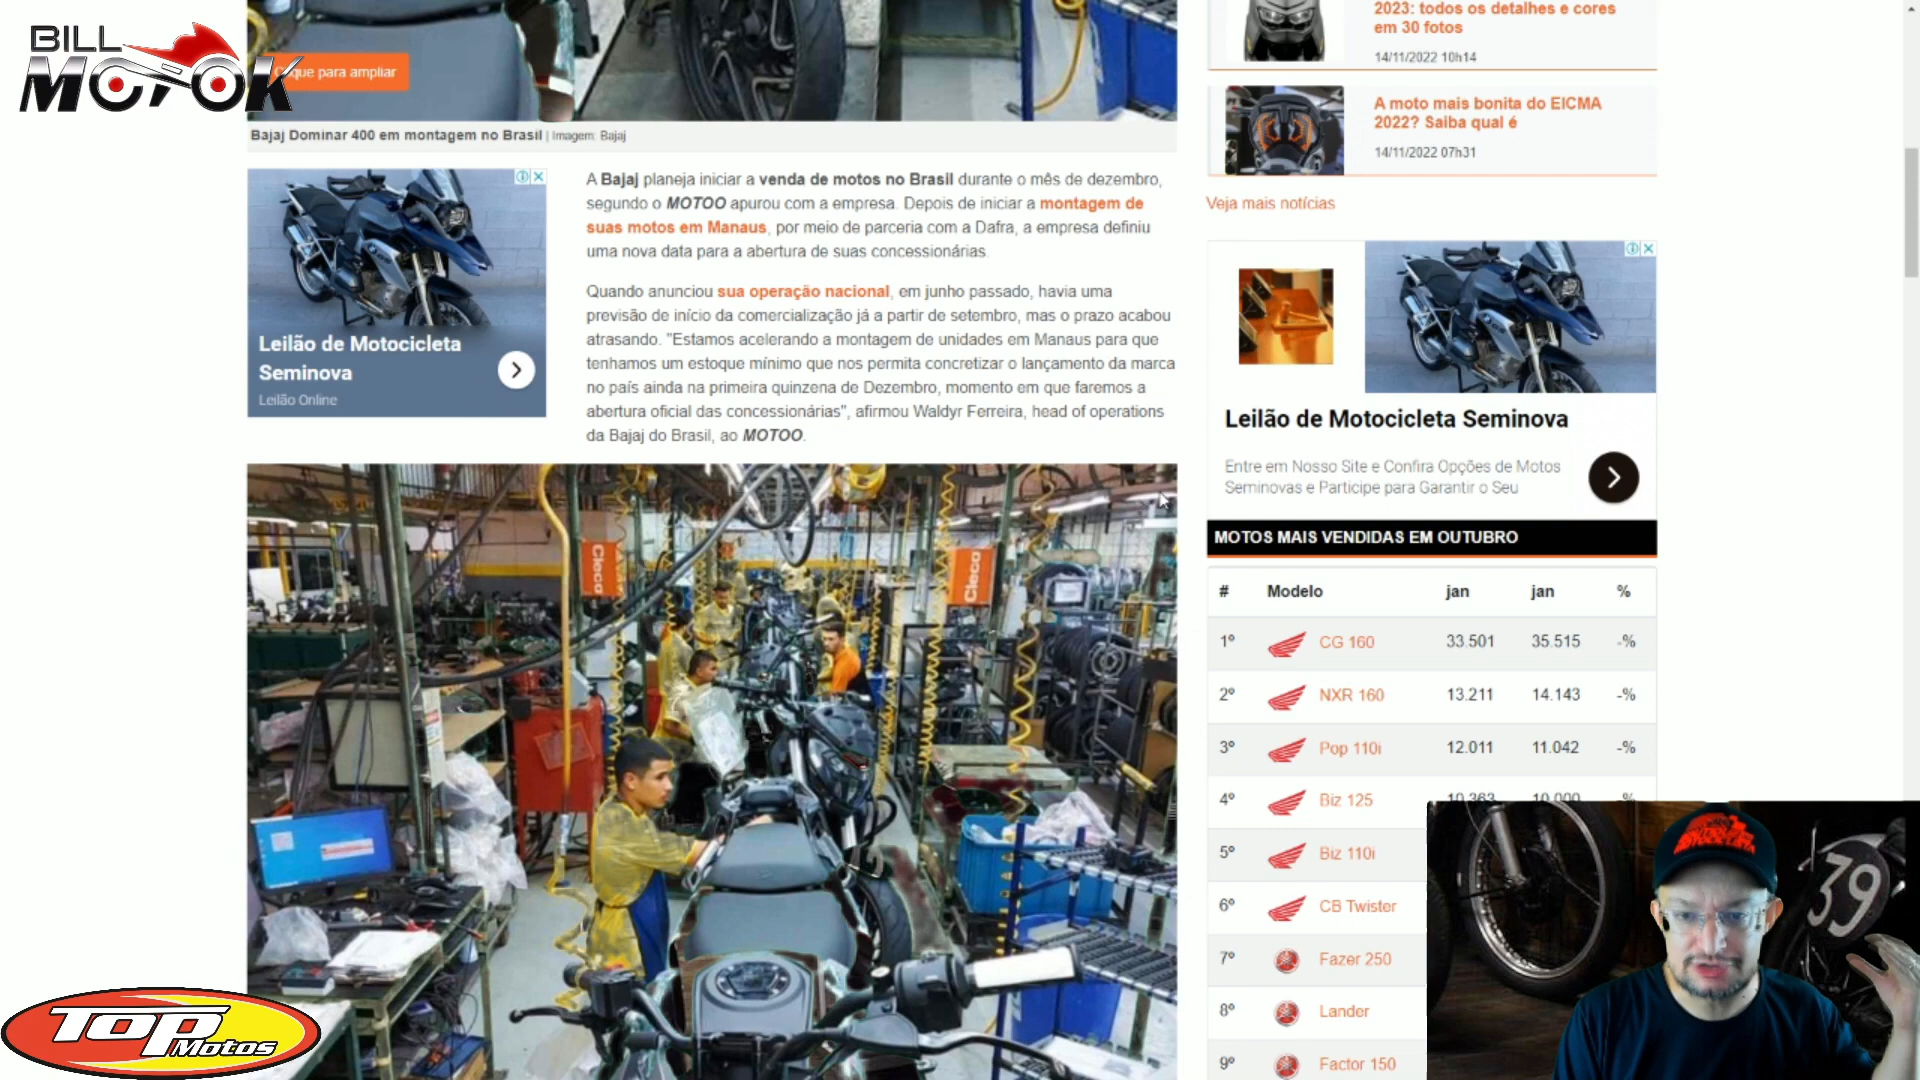 BILL
MOTOK
Clique para ampliar
Bajaj Dominar 400 em montagem no Brasil | Imagem: Bajaj
Leilão de Motocicleta
Seminova
Leilão Online
A Bajaj planeja iniciar a venda de motos no Brasil durante o mês de dezembro,
segundo o MOTOO apurou com a empresa. Depois de iniciar a montagem de
suas motos em Manaus, por meio de parceria com a Dafra, a empresa definiu
uma nova data para a abertura de suas concessionárias.
Quando anunciou sua operação nacional, em junho passado, havia uma
previsão de início da comercialização já a partir de setembro, mas o prazo acabou
atrasando. "Estamos acelerando a montagem de unidades em Manaus para que
tenhamos um estoque mínimo que nos permita concretizar o lançamento da marca
no país ainda na primeira quinzena de Dezembro, momento em que faremos a
abertura oficial das concessionárias", afirmou Waldyr Ferreira, head of operations
da Bajaj do Brasil, ao MOTOO.
Cleco
Cleco
TOP
Motos
2023: todos os detalhes e cores
em 30 fotos
14/11/2022 10h14
A moto mais bonita do EICMA
2022? Saiba qual é
14/11/2022 07h31
Veja mais notícias
Leilão de Motocicleta Seminova
Entre em Nosso Site e Confira Opções de Motos
Seminovas e Participe para Garantir o Seu
MOTOS MAIS VENDIDAS EM OUTUBRO
# Modelo jan jan %
1º CG 160 33.501 35.515 -%
2º NXR 160 13.211 14.143 -%
3º Pop 110i 12.011 11.042 -%
4º Biz 125 10.363 10.000 -%
5º Biz 110i
6º CB Twister
7º Fazer 250
8º Lander
9º Factor 150
39